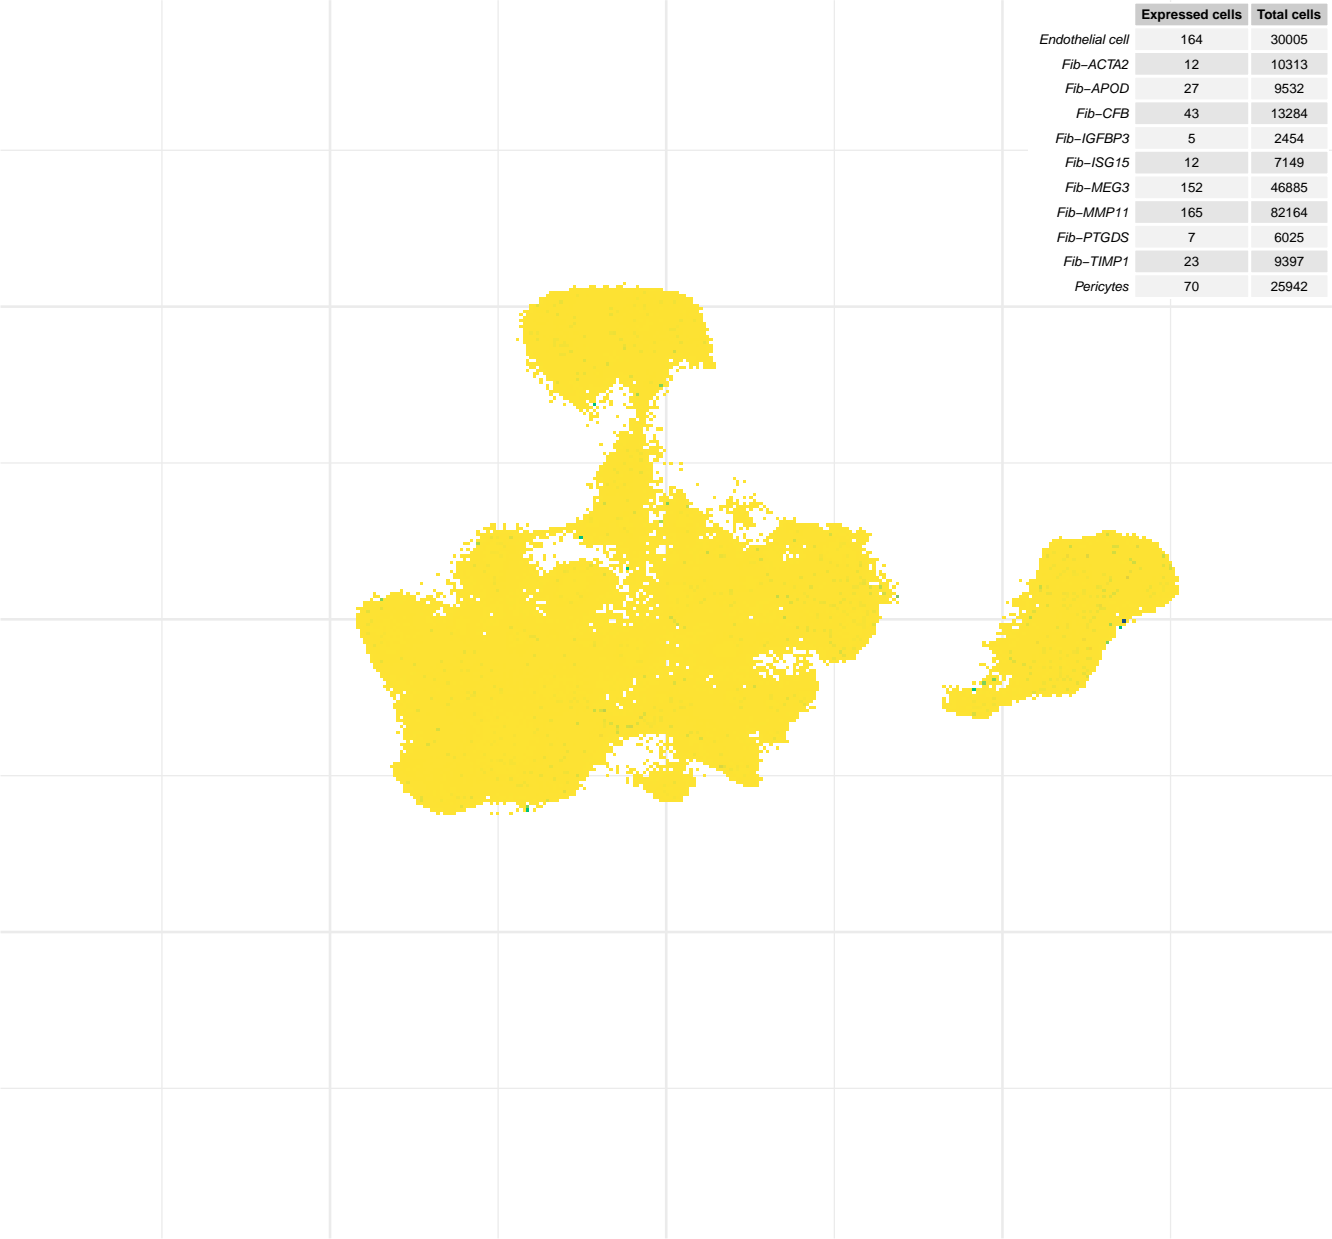 Expressed cells Total cells
Endothelial cell 164 30005
Fib−ACTA2 12 10313
Fib−APOD 27 9532
Fib−CFB 43 13284
Fib−IGFBP3 5 2454
Fib−ISG15 12 7149
Fib−MEG3 152 46885
Fib−MMP11 165 82164
Fib−PTGDS 7 6025
Fib−TIMP1 23 9397
Pericytes 70 25942